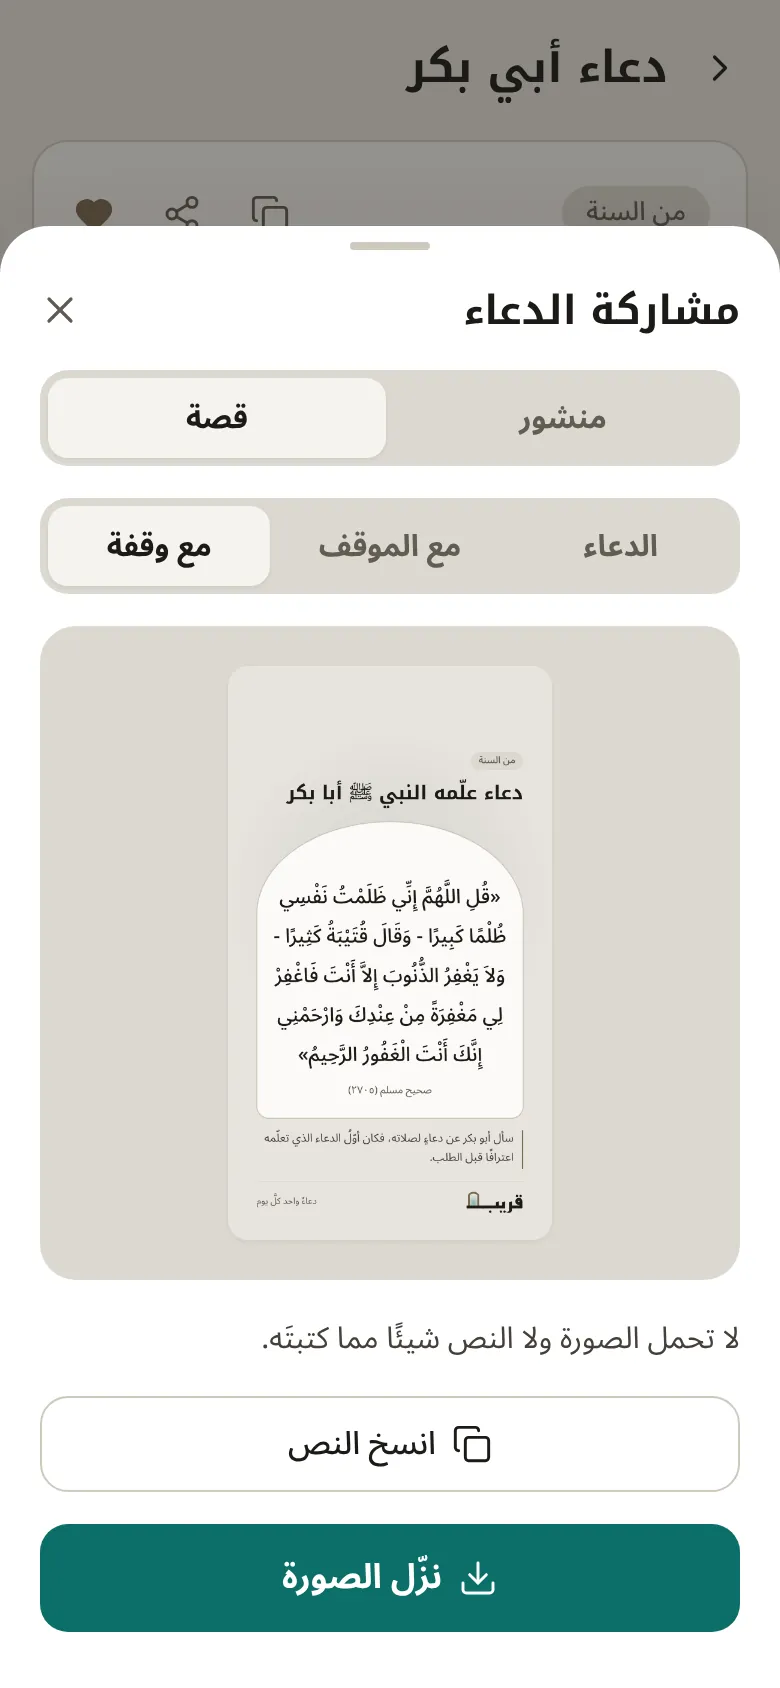 دعاء أبي بكر
من السنة
مشاركة الدعاء
منشور
قصة
الدعاء
مع الموقف
مع وقفة
من السنة
دعاء علّمه النبي ﷺ أبا بكر
«قُلِ اللَّهُمَّ إِنِّي ظَلَمْتُ نَفْسِي
ظُلْمًا كَبِيرًا - وَقَالَ قُتَيْبَةُ كَثِيرًا -
وَلاَ يَغْفِرُ الذُّنُوبَ إِلاَّ أَنْتَ فَاغْفِرْ
لِي مَغْفِرَةً مِنْ عِنْدِكَ وَارْحَمْنِي
إِنَّكَ أَنْتَ الْغَفُورُ الرَّحِيمُ»
صحيح مسلم (٢٧٠٥)
سأل أبو بكر عن دعاءٍ لصلاته، فكان أوّلُ الدعاء الذي تعلّمه
اعترافًا قبل الطلب.
قريب
دعاءٌ واحد كلَّ يوم
لا تحمل الصورة ولا النص شيئًا مما كتبتَه.
انسخ النص
نزّل الصورة